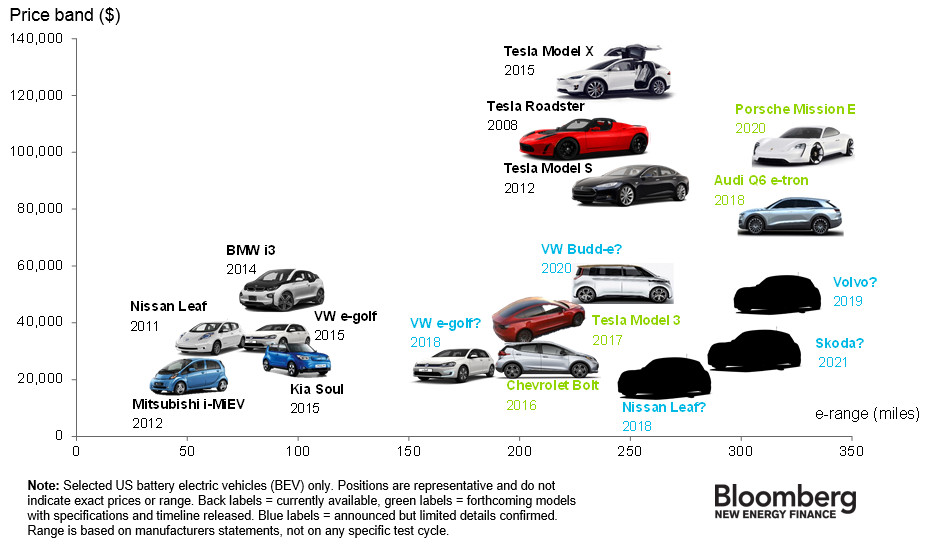 Price band ($)
140,000
120,000
100,000
80,000
60,000
40,000
20,000
0
Tesla Model X
2015
Tesla Roadster
2008
Porsche Mission E
2020
Tesla Model S
2012
Audi Q6 e-tron
2018
BMW i3
2014
VW Budd-e?
2020
Volvo?
2019
Nissan Leaf
2011
VW e-golf
2015
VW e-golf?
2018
Tesla Model 3
2017
Skoda?
2021
Mitsubishi i-MiEV
2012
Kia Soul
2015
Chevrolet Bolt
2016
Nissan Leaf?
2018
e-range (miles)
0
50
100
150
200
250
300
350
Note: Selected US battery electric vehicles (BEV) only. Positions are representative and do not
indicate exact prices or range. Back labels = currently available, green labels = forthcoming models
with specifications and timeline released. Blue labels = announced but limited details confirmed.
Range is based on manufacturers statements, not on any specific test cycle.
Bloomberg
NEW ENERGY FINANCE